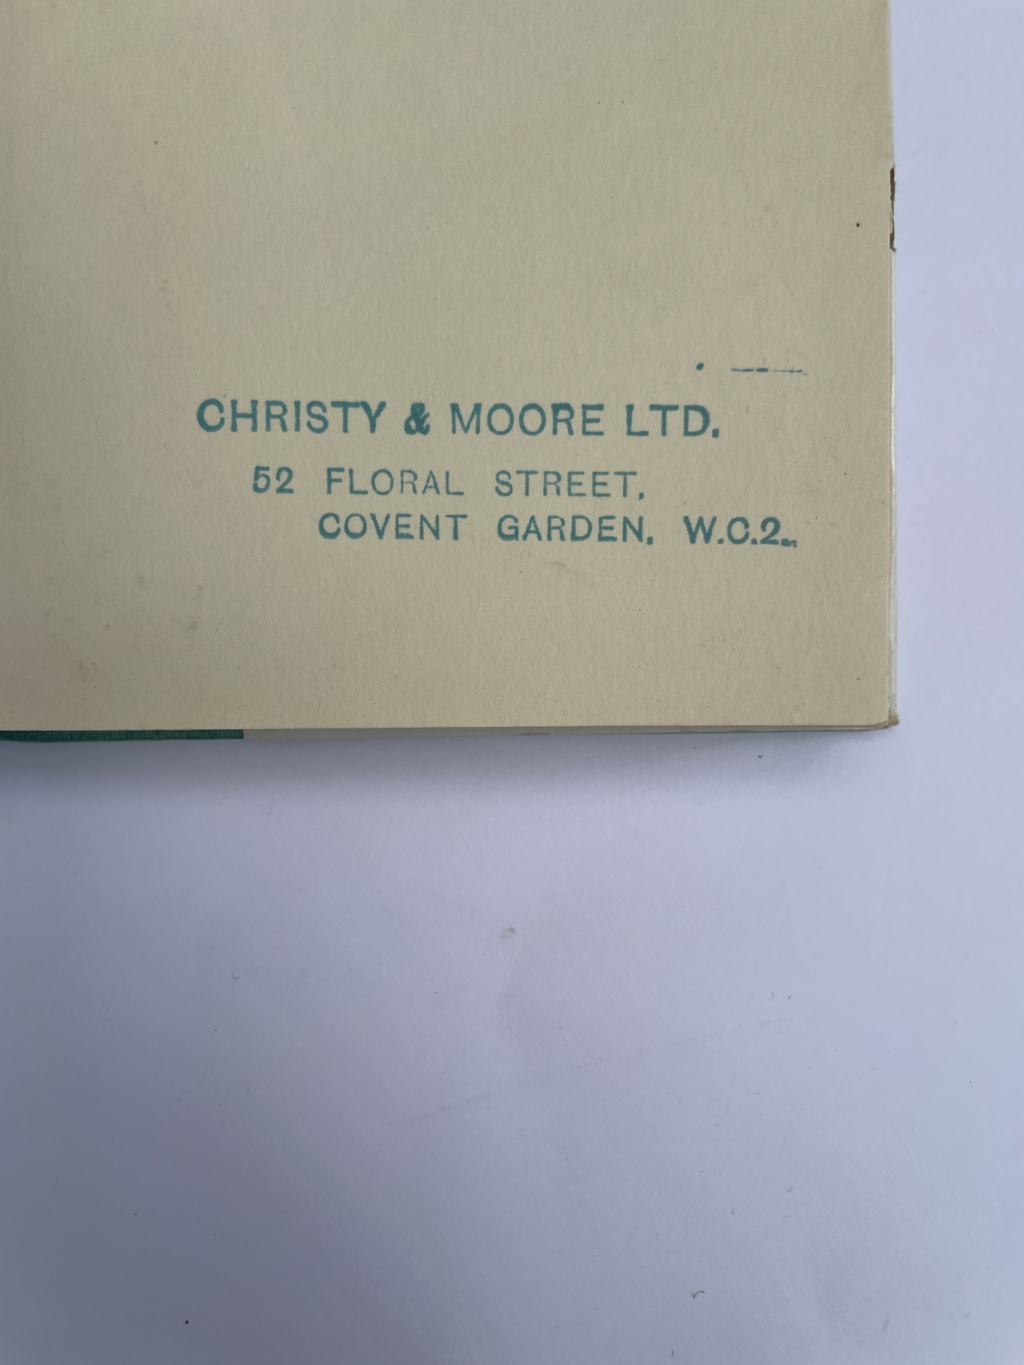 CHRISTY & MOORE LTD.
52 FLORAL STREET,
COVENT GARDEN, W.C.2.